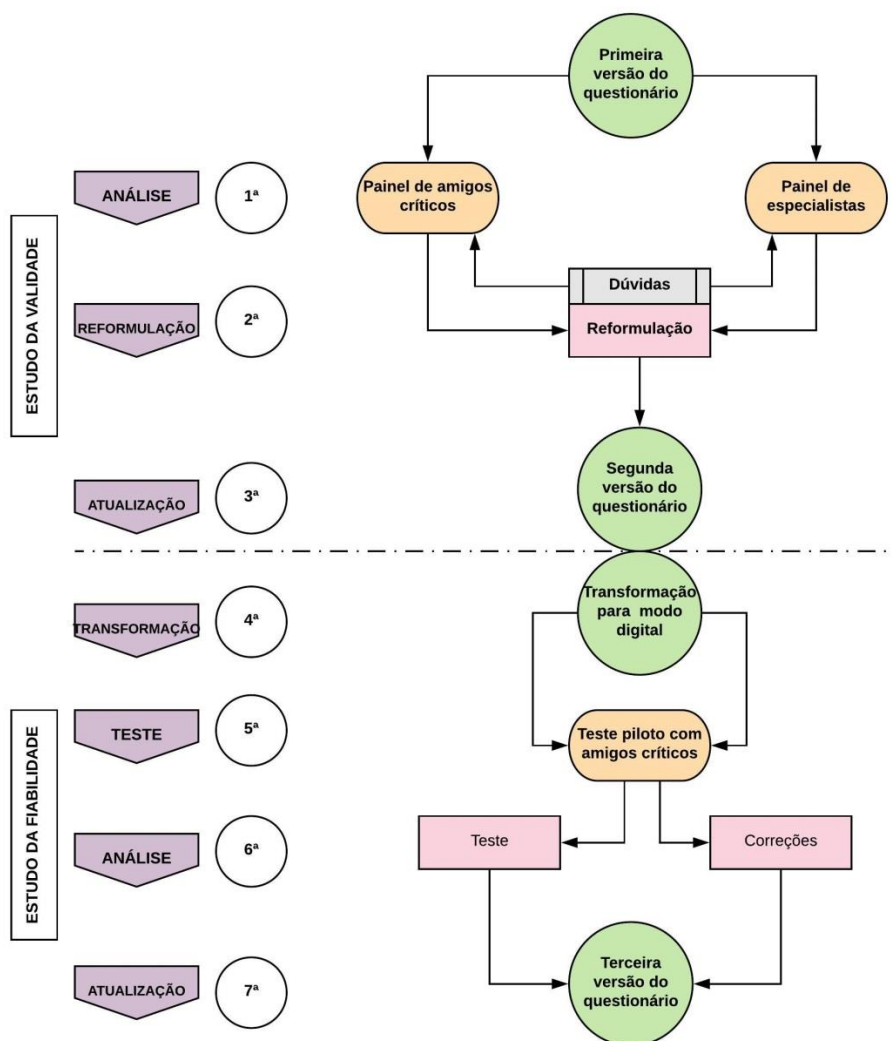 Primeira
versão do
questionário
ESTUDO DA VALIDADE
ANÁLISE
1ª
Painel de amigos
críticos
Painel de
especialistas
Dúvidas
REFORMULAÇÃO
2ª
Reformulação
ATUALIZAÇÃO
3ª
Segunda
versão do
questionário
ESTUDO DA FIABILIDADE
TRANSFORMAÇÃO
4ª
Transformação
para modo
digital
TESTE
5ª
Teste piloto com
amigos críticos
ANÁLISE
6ª
Teste
Correções
ATUALIZAÇÃO
7ª
Terceira
versão do
questionário